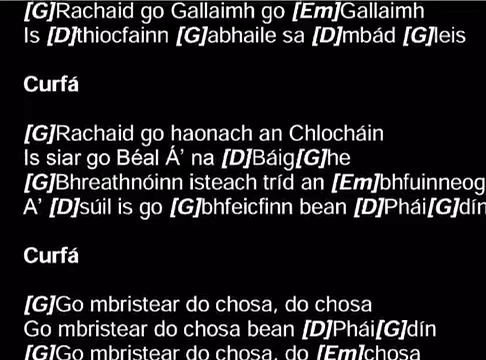 [G]Rachaid go Gallaimh go [Em]Gallaimh
Is [D]thiocfainn [G]abhaile sa [D]mbád [G]leis
Curfá
[G]Rachaid go haonach an Chlocháin
Is siar go Béal Á' na [D]Báig[G]he
[G]Bhreathnóinn isteach tríd an [Em]bhfuinneog
A' [D]súil is go [G]bhfeicfinn bean [D]Phái[G]dín
Curfá
[G]Go mbristear do chosa, do chosa
Go mbristear do chosa bean [D]Phái[G]dín
[G]Go mbristear do chosa, do [Em]chosa